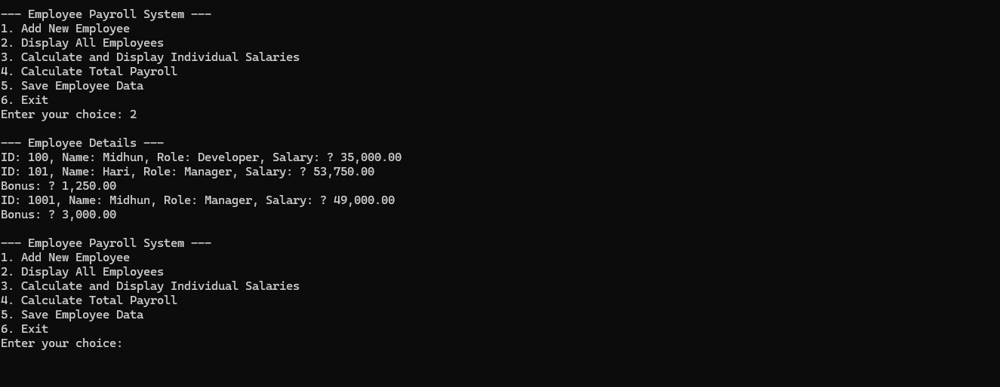 --- Employee Payroll System ---
1. Add New Employee
2. Display All Employees
3. Calculate and Display Individual Salaries
4. Calculate Total Payroll
5. Save Employee Data
6. Exit
Enter your choice: 2
--- Employee Details ---
ID: 100, Name: Midhun, Role: Developer, Salary: ? 35,000.00
ID: 101, Name: Hari, Role: Manager, Salary: ? 53,750.00
Bonus: ? 1,250.00
ID: 1001, Name: Midhun, Role: Manager, Salary: ? 49,000.00
Bonus: ? 3,000.00
--- Employee Payroll System ---
1. Add New Employee
2. Display All Employees
3. Calculate and Display Individual Salaries
4. Calculate Total Payroll
5. Save Employee Data
6. Exit
Enter your choice: